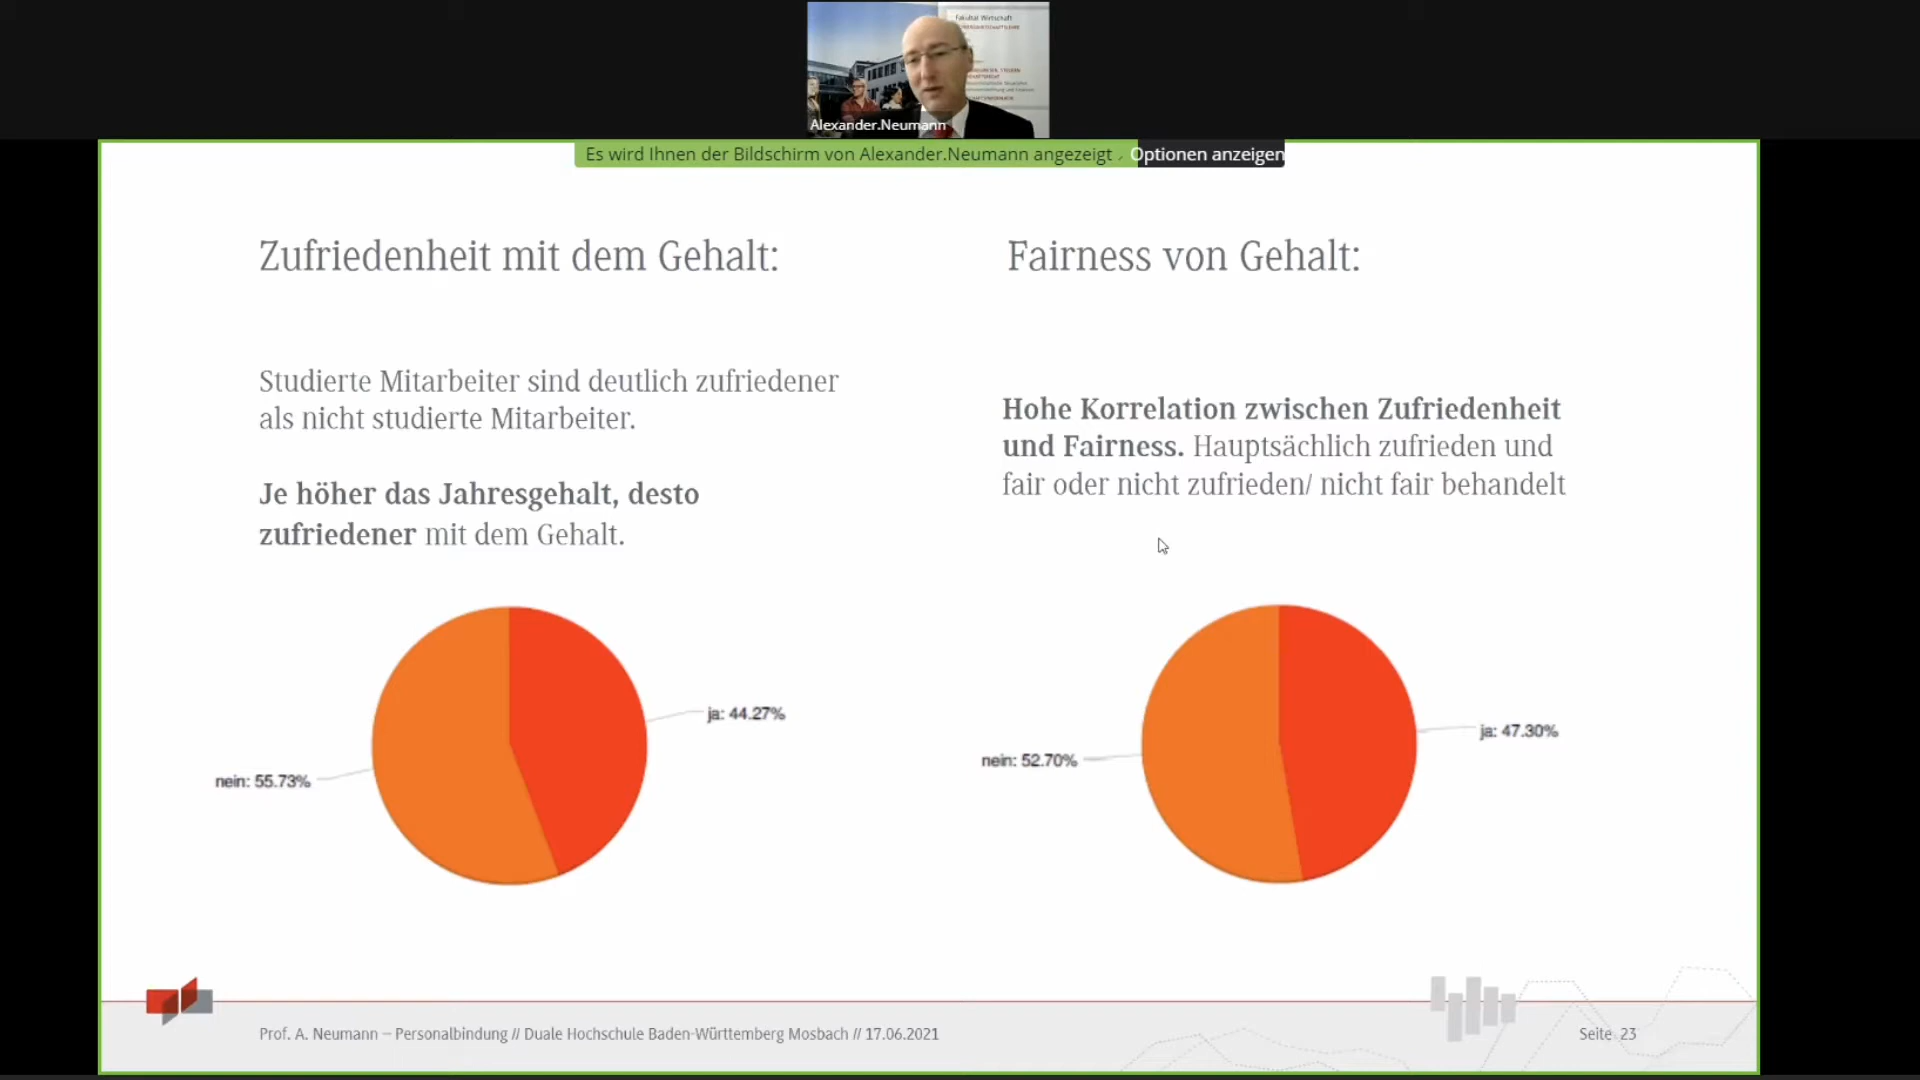 Fakultät Wirtschaft
Alexander.Neumann
Es wird Ihnen der Bildschirm von Alexander.Neumann angezeigt
Optionen anzeigen
Zufriedenheit mit dem Gehalt:
Studierte Mitarbeiter sind deutlich zufriedener
als nicht studierte Mitarbeiter.
Je höher das Jahresgehalt, desto
zufriedener mit dem Gehalt.
ja: 44.27%
nein: 55.73%
Fairness von Gehalt:
Hohe Korrelation zwischen Zufriedenheit
und Fairness. Hauptsächlich zufrieden und
fair oder nicht zufrieden/ nicht fair behandelt
ja: 47.30%
nein: 52.70%
Prof. A. Neumann – Personalbindung // Duale Hochschule Baden-Württemberg Mosbach // 17.06.2021
Seite 23